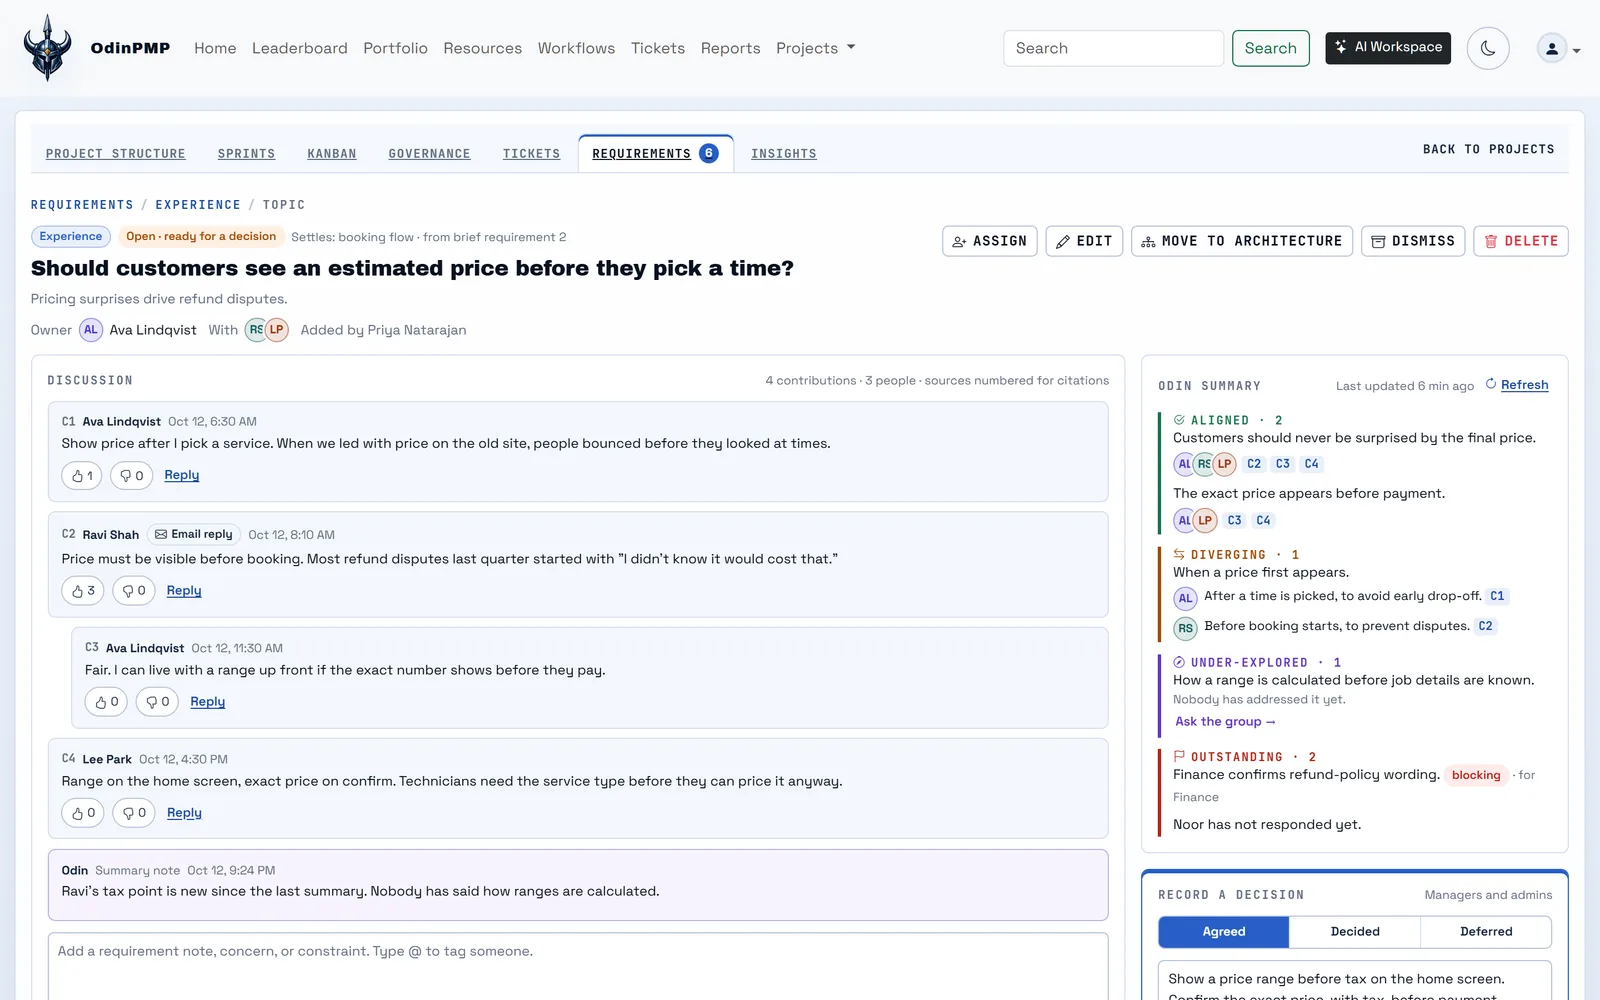 OdinPMP Home Leaderboard Portfolio Resources Workflows Tickets Reports Projects Search Search AI Workspace
PROJECT STRUCTURE SPRINTS KANBAN GOVERNANCE TICKETS REQUIREMENTS 6 INSIGHTS BACK TO PROJECTS
REQUIREMENTS / EXPERIENCE / TOPIC
Experience Open · ready for a decision Settles: booking flow · from brief requirement 2
ASSIGN EDIT MOVE TO ARCHITECTURE DISMISS DELETE
Should customers see an estimated price before they pick a time?
Pricing surprises drive refund disputes.
Owner AL Ava Lindqvist With RS LP Added by Priya Natarajan
DISCUSSION 4 contributions · 3 people · sources numbered for citations
C1 Ava Lindqvist Oct 12, 6:30 AM
Show price after I pick a service. When we led with price on the old site, people bounced before they looked at times.
1 0 Reply
C2 Ravi Shah Email reply Oct 12, 8:10 AM
Price must be visible before booking. Most refund disputes last quarter started with "I didn't know it would cost that."
3 0 Reply
C3 Ava Lindqvist Oct 12, 11:30 AM
Fair. I can live with a range up front if the exact number shows before they pay.
0 0 Reply
C4 Lee Park Oct 12, 4:30 PM
Range on the home screen, exact price on confirm. Technicians need the service type before they can price it anyway.
0 0 Reply
Odin Summary note Oct 12, 9:24 PM
Ravi's tax point is new since the last summary. Nobody has said how ranges are calculated.
Add a requirement note, concern, or constraint. Type @ to tag someone.
ODIN SUMMARY Last updated 6 min ago Refresh
ALIGNED · 2
Customers should never be surprised by the final price.
AL RS LP C2 C3 C4
The exact price appears before payment.
AL LP C3 C4
DIVERGING · 1
When a price first appears.
AL After a time is picked, to avoid early drop-off. C1
RS Before booking starts, to prevent disputes. C2
UNDER-EXPLORED · 1
How a range is calculated before job details are known.
Nobody has addressed it yet.
Ask the group →
OUTSTANDING · 2
Finance confirms refund-policy wording. blocking · for
Finance
Noor has not responded yet.
RECORD A DECISION Managers and admins
Agreed Decided Deferred
Show a price range before tax on the home screen.
Confirm the exact price, with tax, before payment